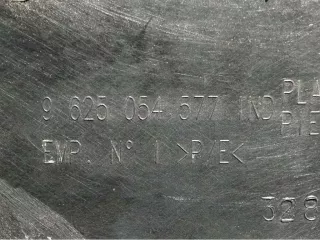 9 625 054 577 IND
EMP. N° 1 >P/E<
PLA
P/E
328